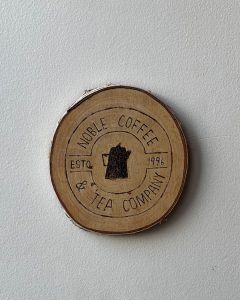 NOBLE COFFEE
ESTD 1996
& TEA COMPANY